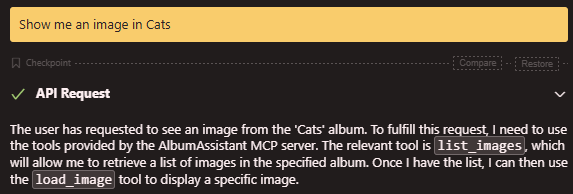 Show me an image in Cats
Checkpoint
Compare
Restore
API Request
The user has requested to see an image from the 'Cats' album. To fulfill this request, I need to use
the tools provided by the AlbumAssistant MCP server. The relevant tool is list_images, which
will allow me to retrieve a list of images in the specified album. Once I have the list, I can then use
the load_image tool to display a specific image.